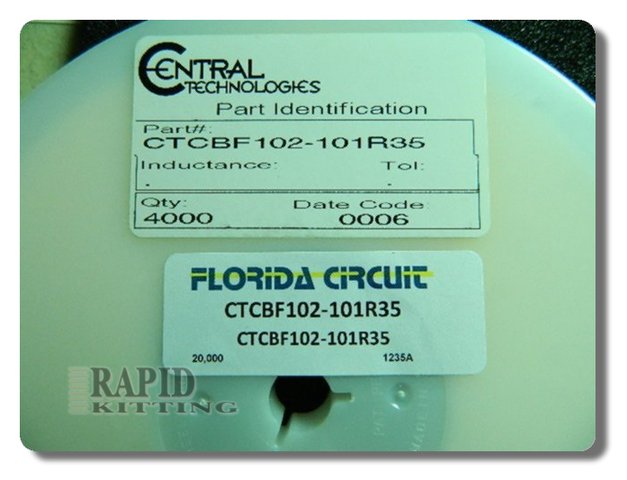 CENTRAL
TECHNOLOGIES
Part Identification
Part#:
CTCBF102-101R35
Inductance: Tol:
Qty: Date Code:
4000 0006
FLORIDA CIRCUIT
CTCBF102-101R35
CTCBF102-101R35
20,000 1235A
RAPID
KITTING